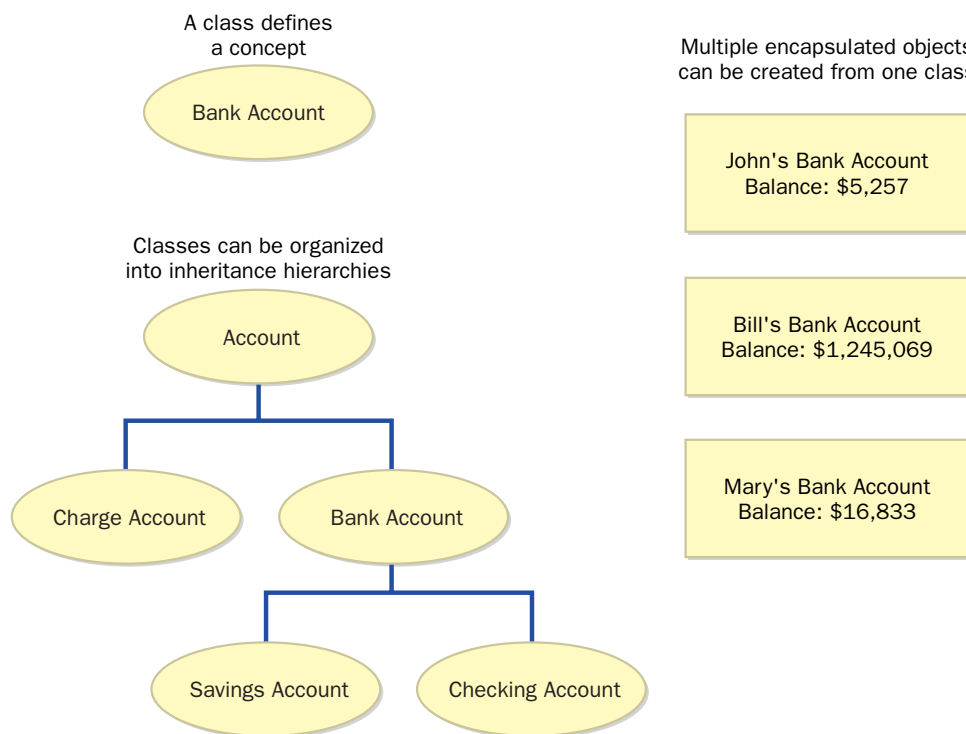 A class defines
a concept
Bank Account
Classes can be organized
into inheritance hierarchies
Account
Charge Account
Bank Account
Savings Account
Checking Account
Multiple encapsulated objects
can be created from one class
John's Bank Account
Balance: $5,257
Bill's Bank Account
Balance: $1,245,069
Mary's Bank Account
Balance: $16,833